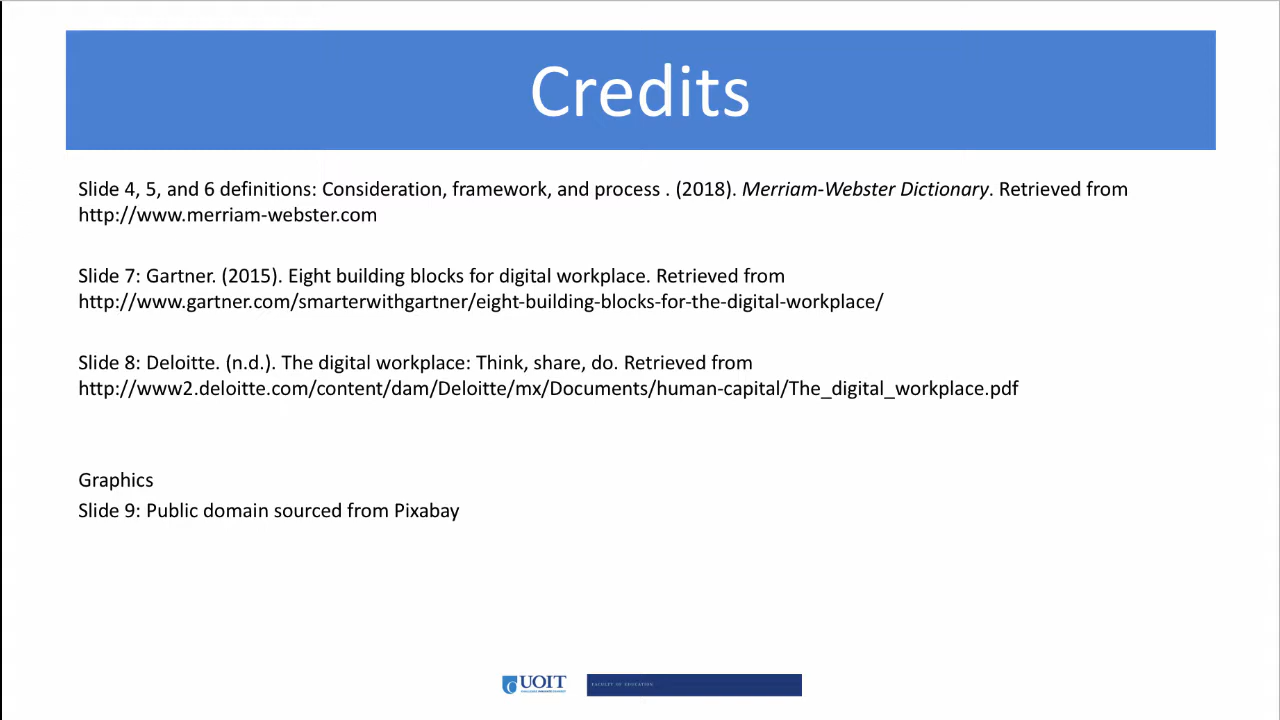 Credits
Slide 4, 5, and 6 definitions: Consideration, framework, and process . (2018). Merriam-Webster Dictionary. Retrieved from
http://www.merriam-webster.com
Slide 7: Gartner. (2015). Eight building blocks for digital workplace. Retrieved from
http://www.gartner.com/smarterwithgartner/eight-building-blocks-for-the-digital-workplace/
Slide 8: Deloitte. (n.d.). The digital workplace: Think, share, do. Retrieved from
http://www2.deloitte.com/content/dam/Deloitte/mx/Documents/human-capital/The_digital_workplace.pdf
Graphics
Slide 9: Public domain sourced from Pixabay
UOIT
FACULTY OF EDUCATION